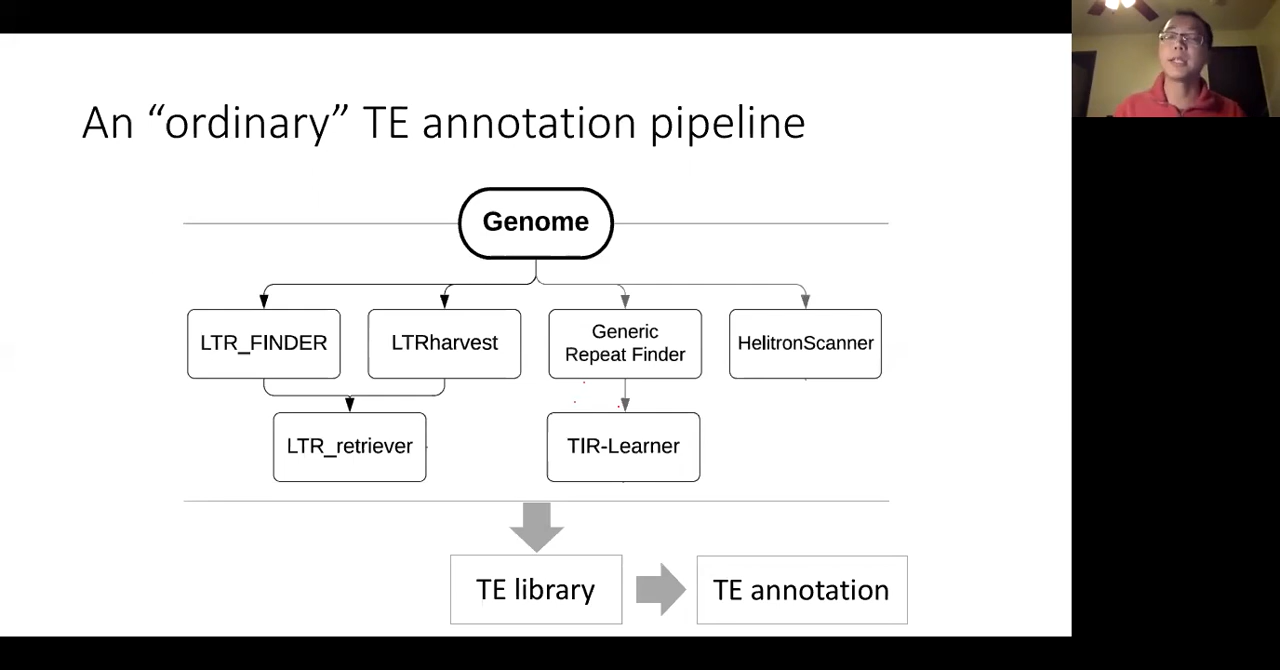 An “ordinary” TE annotation pipeline
Genome
LTR_FINDER
LTRharvest
Generic
Repeat Finder
HelitronScanner
LTR_retriever
TIR-Learner
TE library
TE annotation